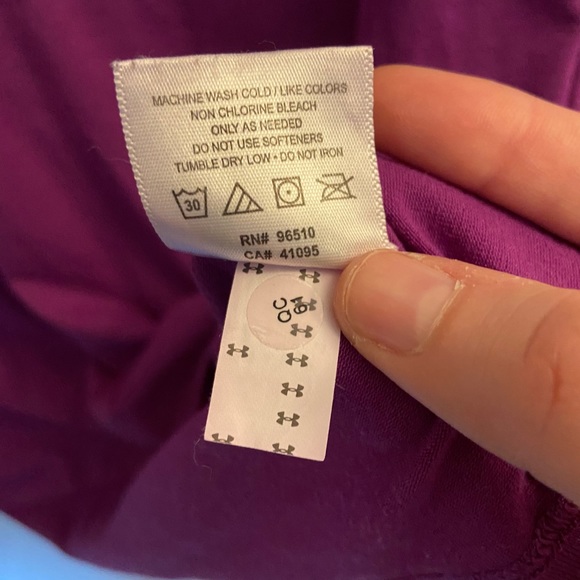 MACHINE WASH COLD / LIKE COLORS
NON CHLORINE BLEACH
ONLY AS NEEDED
DO NOT USE SOFTENERS
TUMBLE DRY LOW • DO NOT IRON
30
RN# 96510
CA# 41095
QC